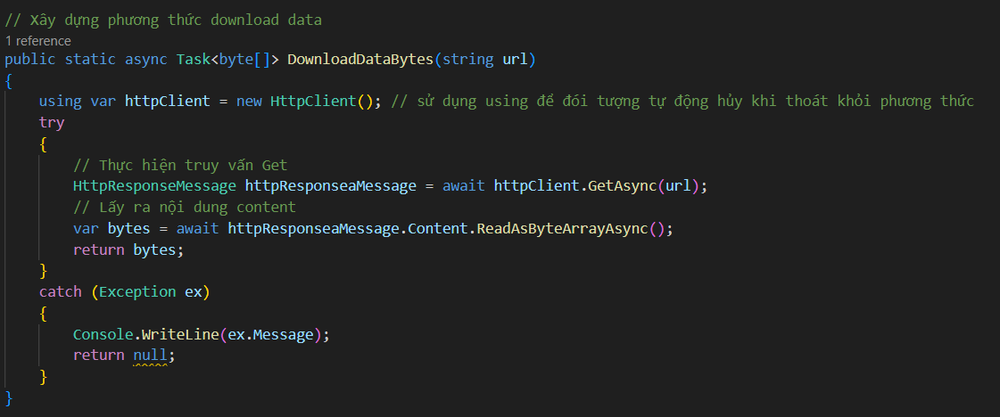 // Xây dựng phương thức download data
1 reference
public static async Task<byte[]> DownloadDataBytes(string url)
{
    using var httpClient = new HttpClient(); // sử dụng using để đối tượng tự động hủy khi thoát khỏi phương thức
    try
    {
        // Thực hiện truy vấn Get
        HttpResponseMessage httpResponseaMessage = await httpClient.GetAsync(url);
        // Lấy ra nội dung content
        var bytes = await httpResponseaMessage.Content.ReadAsByteArrayAsync();
        return bytes;
    }
    catch (Exception ex)
    {
        Console.WriteLine(ex.Message);
        return null;
    }
}